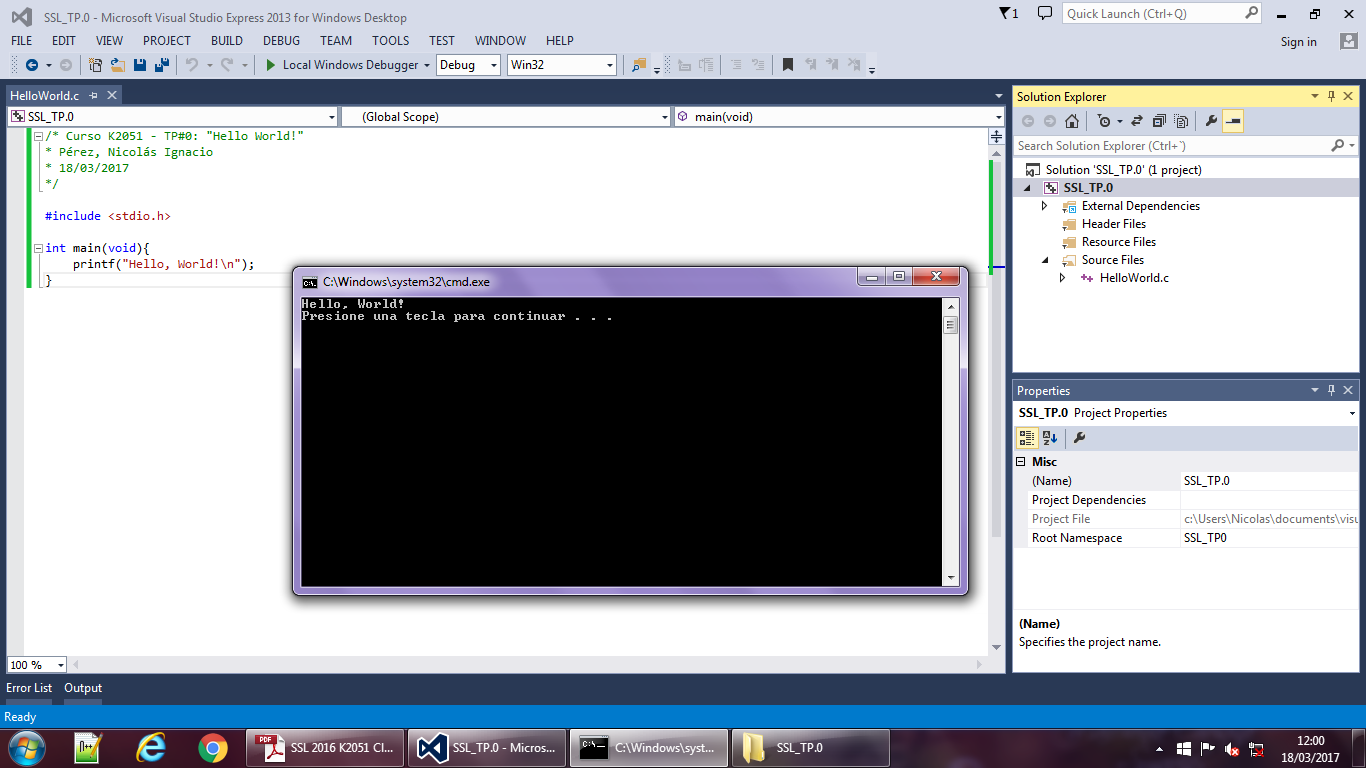 SSL_TP.0 - Microsoft Visual Studio Express 2013 for Windows Desktop
1
Quick Launch (Ctrl+Q)
FILE EDIT VIEW PROJECT BUILD DEBUG TEAM TOOLS TEST WINDOW HELP
Sign in
Local Windows Debugger Debug Win32
HelloWorld.c
SSL_TP.0 (Global Scope) main(void)
/* Curso K2051 - TP#0: "Hello World!"
* Pérez, Nicolás Ignacio
* 18/03/2017
*/
#include <stdio.h>
int main(void){
printf("Hello, World!\n");
}
C:\Windows\system32\cmd.exe
Hello, World!
Presione una tecla para continuar . . .
100 %
Solution Explorer
Search Solution Explorer (Ctrl+¨)
Solution 'SSL_TP.0' (1 project)
SSL_TP.0
External Dependencies
Header Files
Resource Files
Source Files
HelloWorld.c
Properties
SSL_TP.0 Project Properties
Misc
(Name) SSL_TP.0
Project Dependencies
Project File c:\Users\Nicolas\documents\visu
Root Namespace SSL_TP0
(Name)
Specifies the project name.
Error List Output
Ready
SSL 2016 K2051 Cl...
SSL_TP.0 - Micros...
C:\Windows\syst...
SSL_TP.0
12:00
18/03/2017